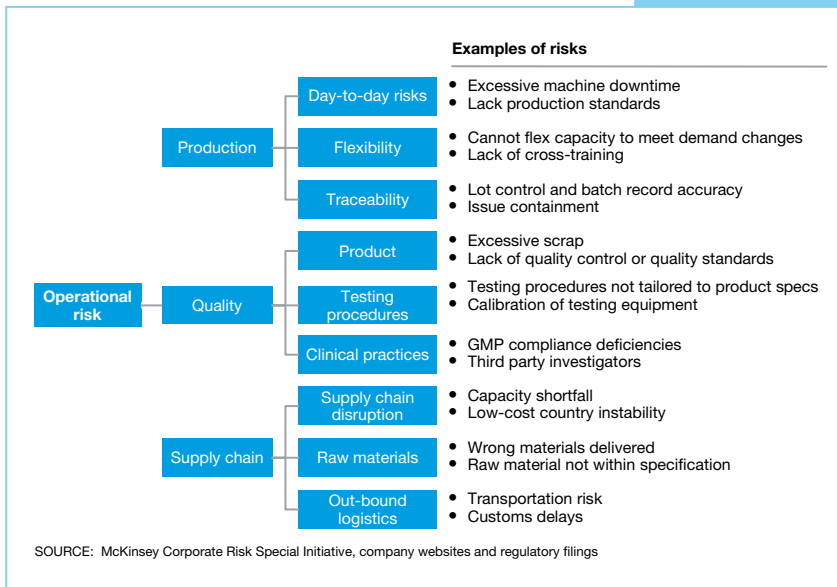 Examples of risks
Day-to-day risks
• Excessive machine downtime
• Lack production standards
Production
Flexibility
• Cannot flex capacity to meet demand changes
• Lack of cross-training
Traceability
• Lot control and batch record accuracy
• Issue containment
Product
• Excessive scrap
• Lack of quality control or quality standards
Operational
risk
Quality
Testing
procedures
• Testing procedures not tailored to product specs
• Calibration of testing equipment
Clinical practices
• GMP compliance deficiencies
• Third party investigators
Supply chain
disruption
• Capacity shortfall
• Low-cost country instability
Supply chain
Raw materials
• Wrong materials delivered
• Raw material not within specification
Out-bound
logistics
• Transportation risk
• Customs delays
SOURCE: McKinsey Corporate Risk Special Initiative, company websites and regulatory filings